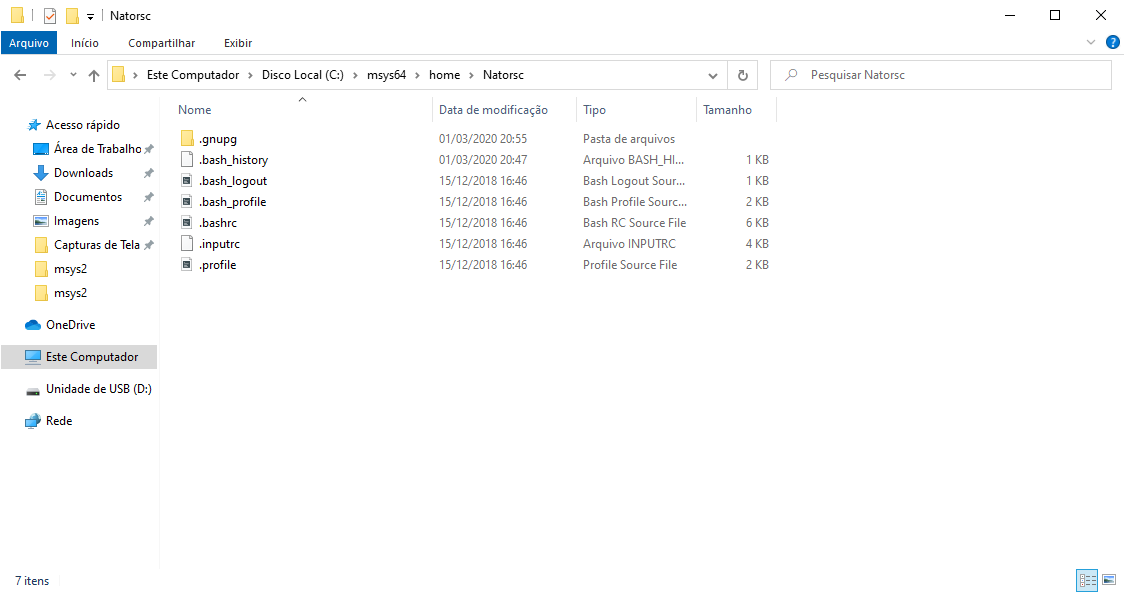 Natorsc
Arquivo Início Compartilhar Exibir
Este Computador Disco Local (C:) msys64 home Natorsc Pesquisar Natorsc
Acesso rápido
Área de Trabalho
Downloads
Documentos
Imagens
Capturas de Tela
msys2
msys2
OneDrive
Este Computador
Unidade de USB (D:)
Rede
Nome Data de modificação Tipo Tamanho
.gnupg 01/03/2020 20:55 Pasta de arquivos
.bash_history 01/03/2020 20:47 Arquivo BASH_HI... 1 KB
.bash_logout 15/12/2018 16:46 Bash Logout Sour... 1 KB
.bash_profile 15/12/2018 16:46 Bash Profile Sourc... 2 KB
.bashrc 15/12/2018 16:46 Bash RC Source File 6 KB
.inputrc 15/12/2018 16:46 Arquivo INPUTRC 4 KB
.profile 15/12/2018 16:46 Profile Source File 2 KB
7 itens